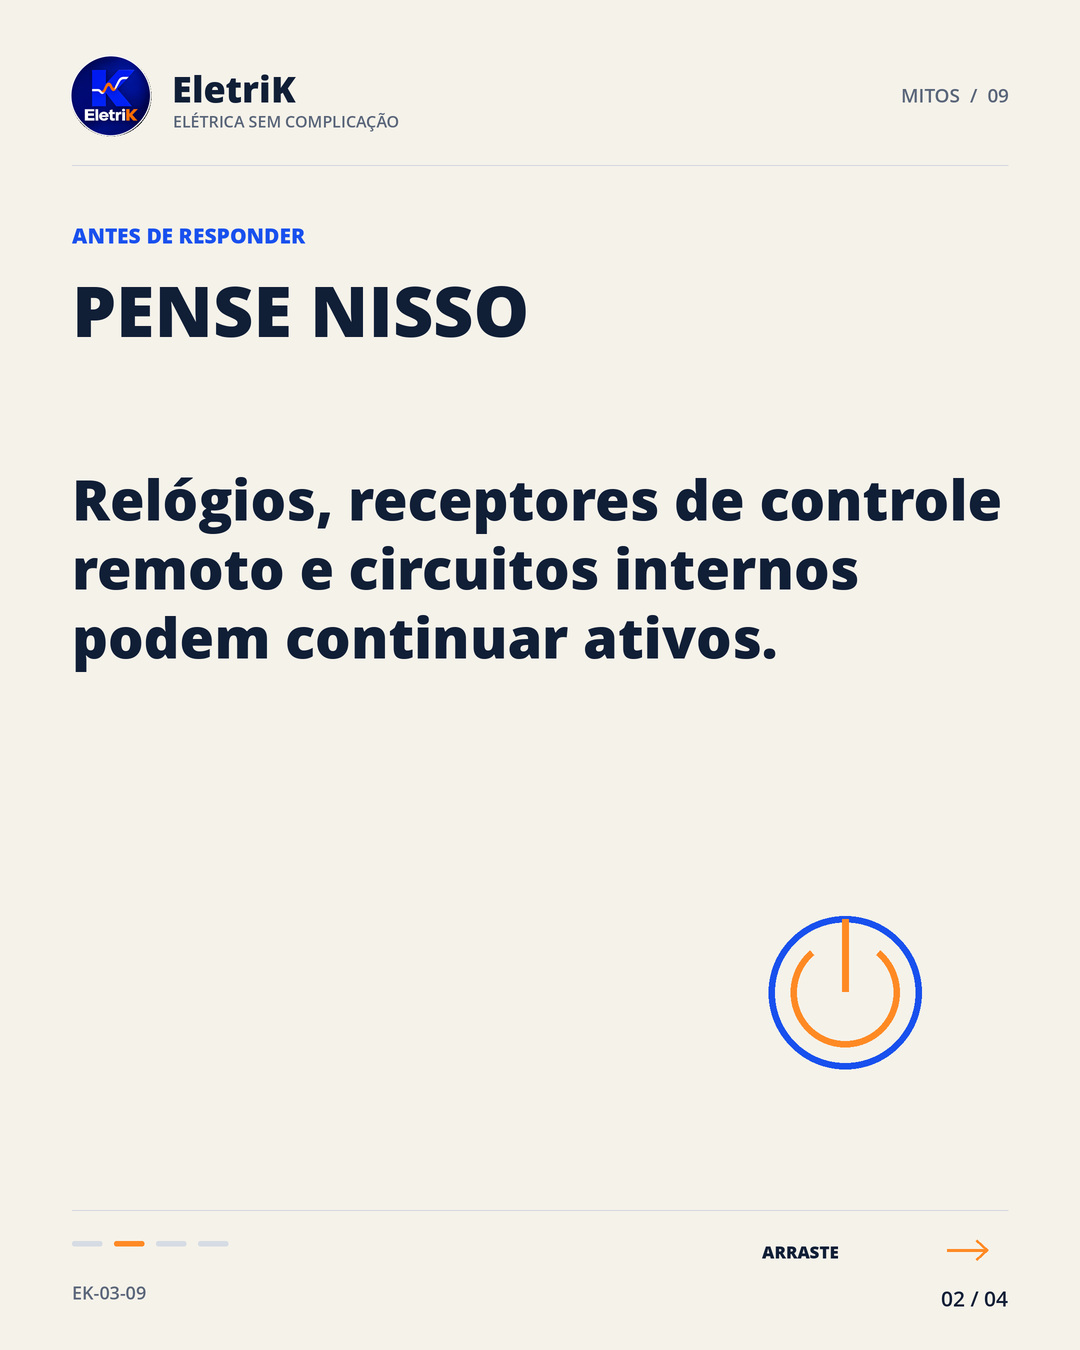 EletriK
EletriK
ELÉTRICA SEM COMPLICAÇÃO
MITOS / 09
ANTES DE RESPONDER
PENSE NISSO
Relógios, receptores de controle
remoto e circuitos internos
podem continuar ativos.
ARRASTE
EK-03-09
02 / 04